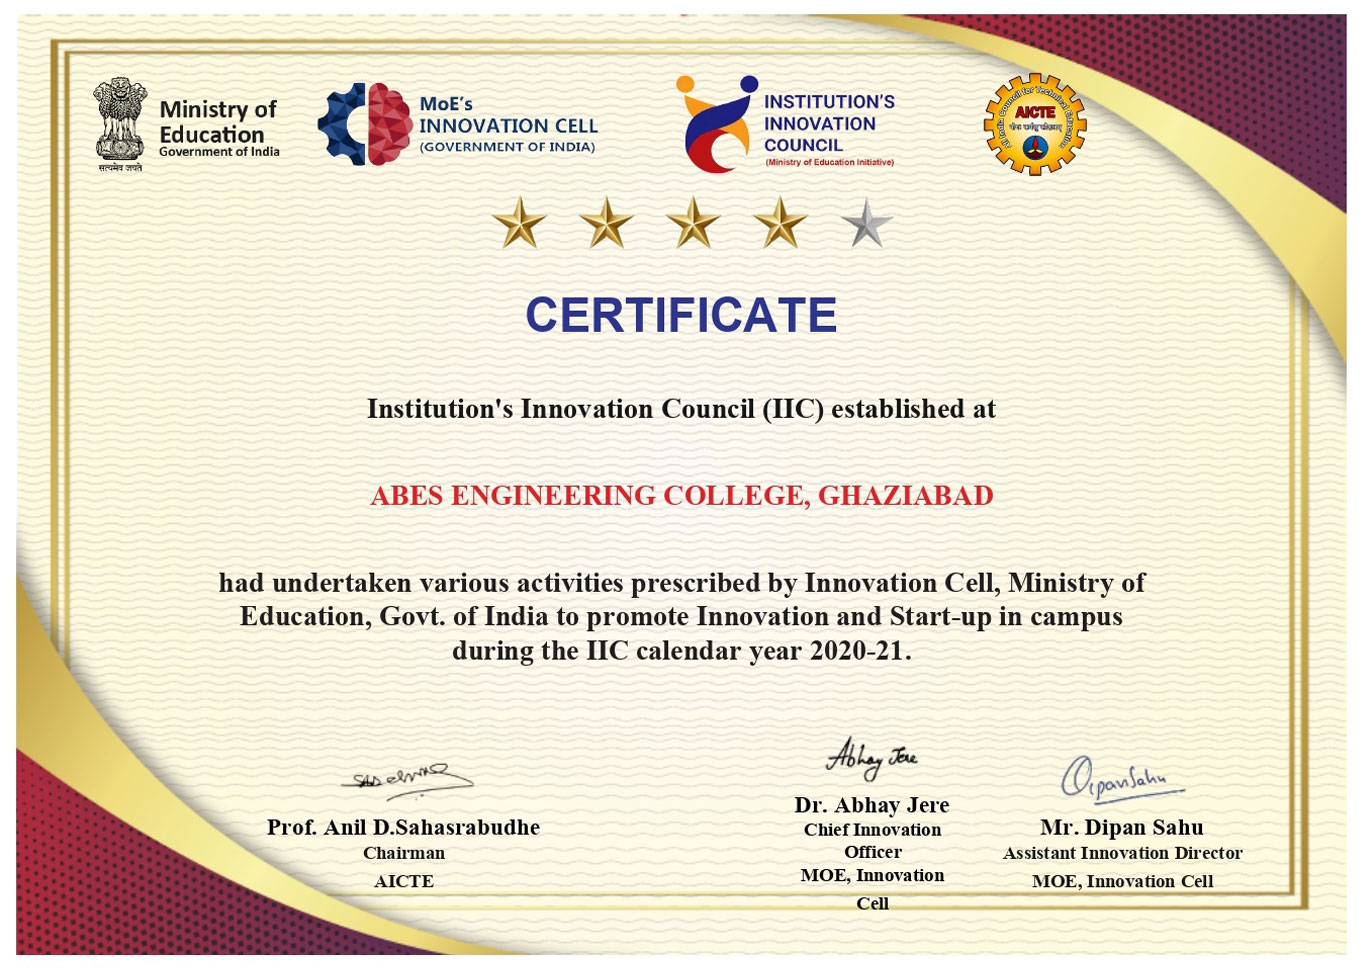 Ministry of
Education
Government of India
सत्यमेव जयते
MoE's
INNOVATION CELL
(GOVERNMENT OF INDIA)
INSTITUTION'S
INNOVATION
COUNCIL
(Ministry of Education Initiative)
All India Council for Technical Education
AICTE
CERTIFICATE
Institution's Innovation Council (IIC) established at
ABES ENGINEERING COLLEGE, GHAZIABAD
had undertaken various activities prescribed by Innovation Cell, Ministry of
Education, Govt. of India to promote Innovation and Start-up in campus
during the IIC calendar year 2020-21.
Abhay Jere
Dipan Sahu
Prof. Anil D.Sahasrabudhe
Chairman
AICTE
Dr. Abhay Jere
Chief Innovation
Officer
MOE, Innovation
Cell
Mr. Dipan Sahu
Assistant Innovation Director
MOE, Innovation Cell